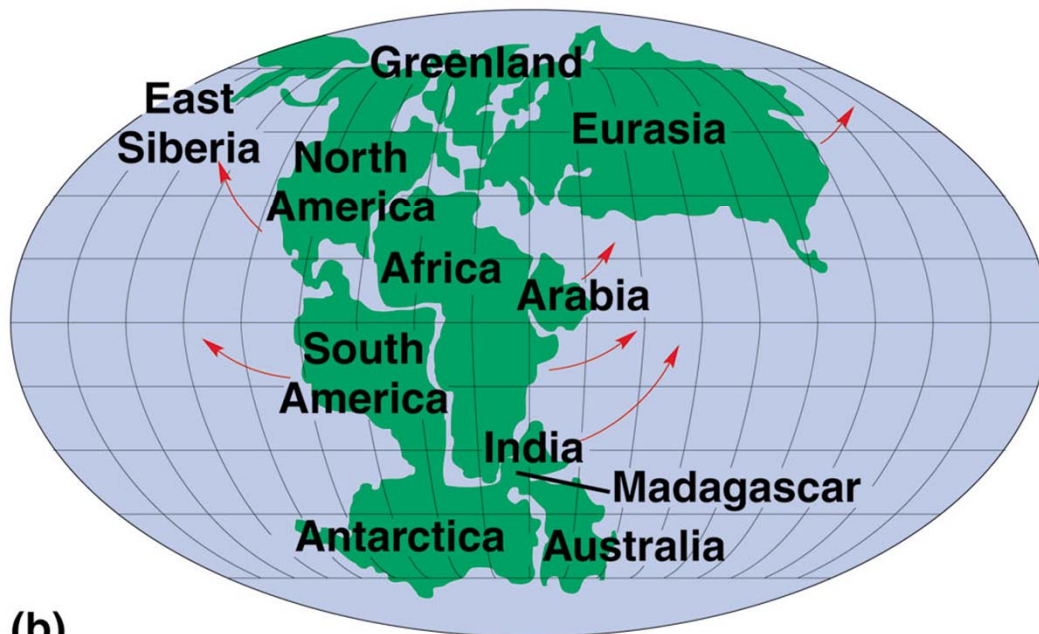 Greenland
East
Siberia
North
America
Eurasia
Africa
Arabia
South
America
India
Madagascar
Antarctica
Australia
(b)